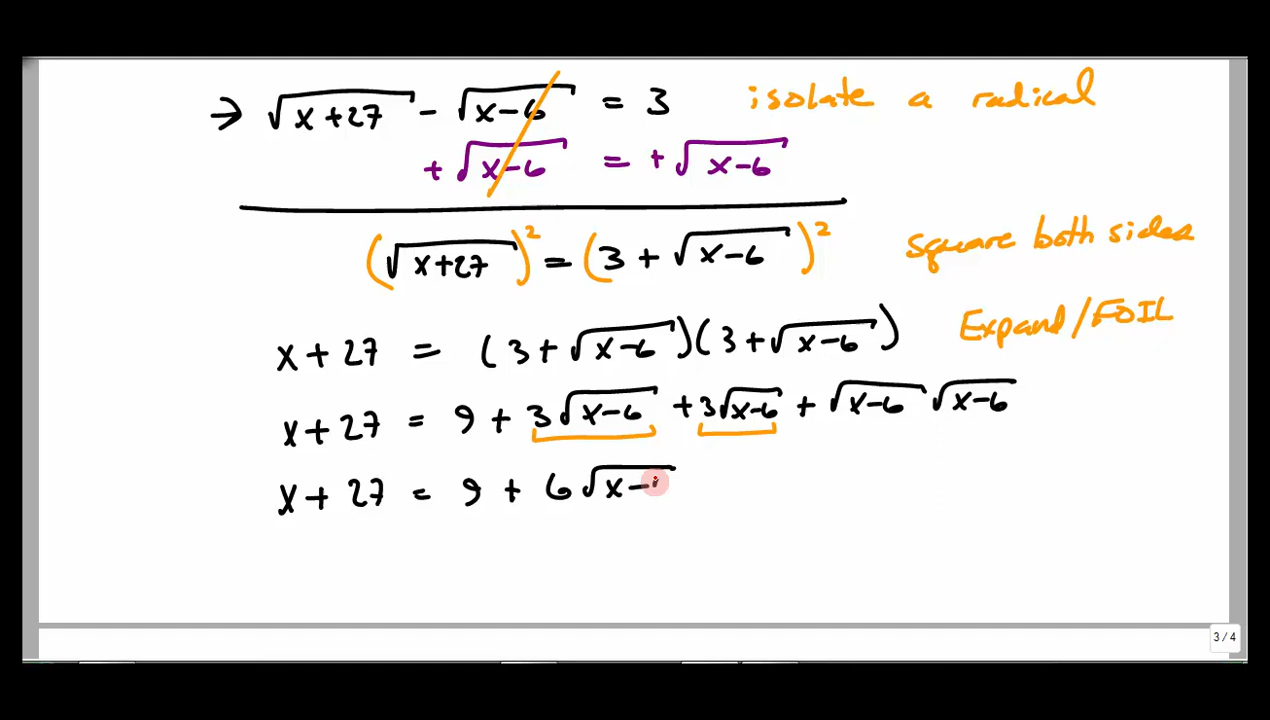 → √(x+27) - √(x-6) = 3 isolate a radical
+ √(x-6) = + √(x-6)
(√(x+27))² = (3 + √(x-6))² square both sides
x + 27 = (3 + √(x-6))(3 + √(x-6)) Expand/FOIL
x + 27 = 9 + 3√(x-6) + 3√(x-6) + √(x-6) √(x-6)
x + 27 = 9 + 6√(x-
3 / 4